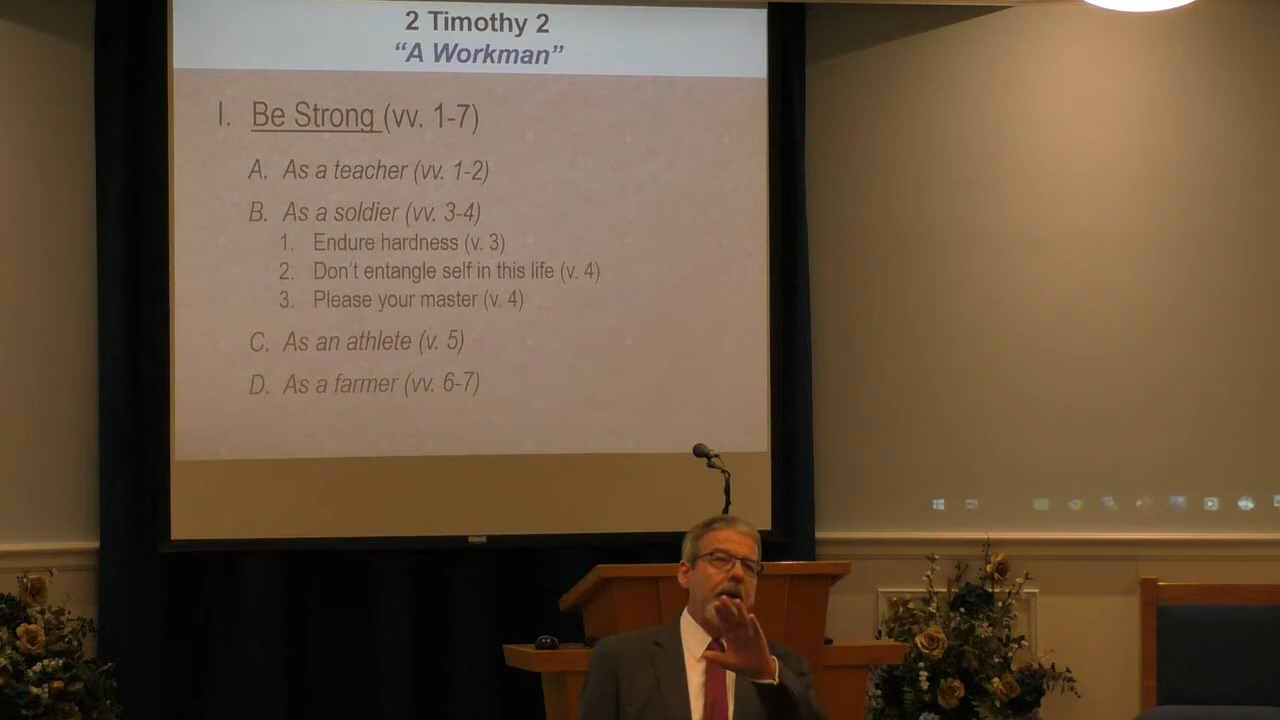 2 Timothy 2
“A Workman”
I. Be Strong (vv. 1-7)
A. As a teacher (vv. 1-2)
B. As a soldier (vv. 3-4)
1. Endure hardness (v. 3)
2. Don't entangle self in this life (v. 4)
3. Please your master (v. 4)
C. As an athlete (v. 5)
D. As a farmer (vv. 6-7)